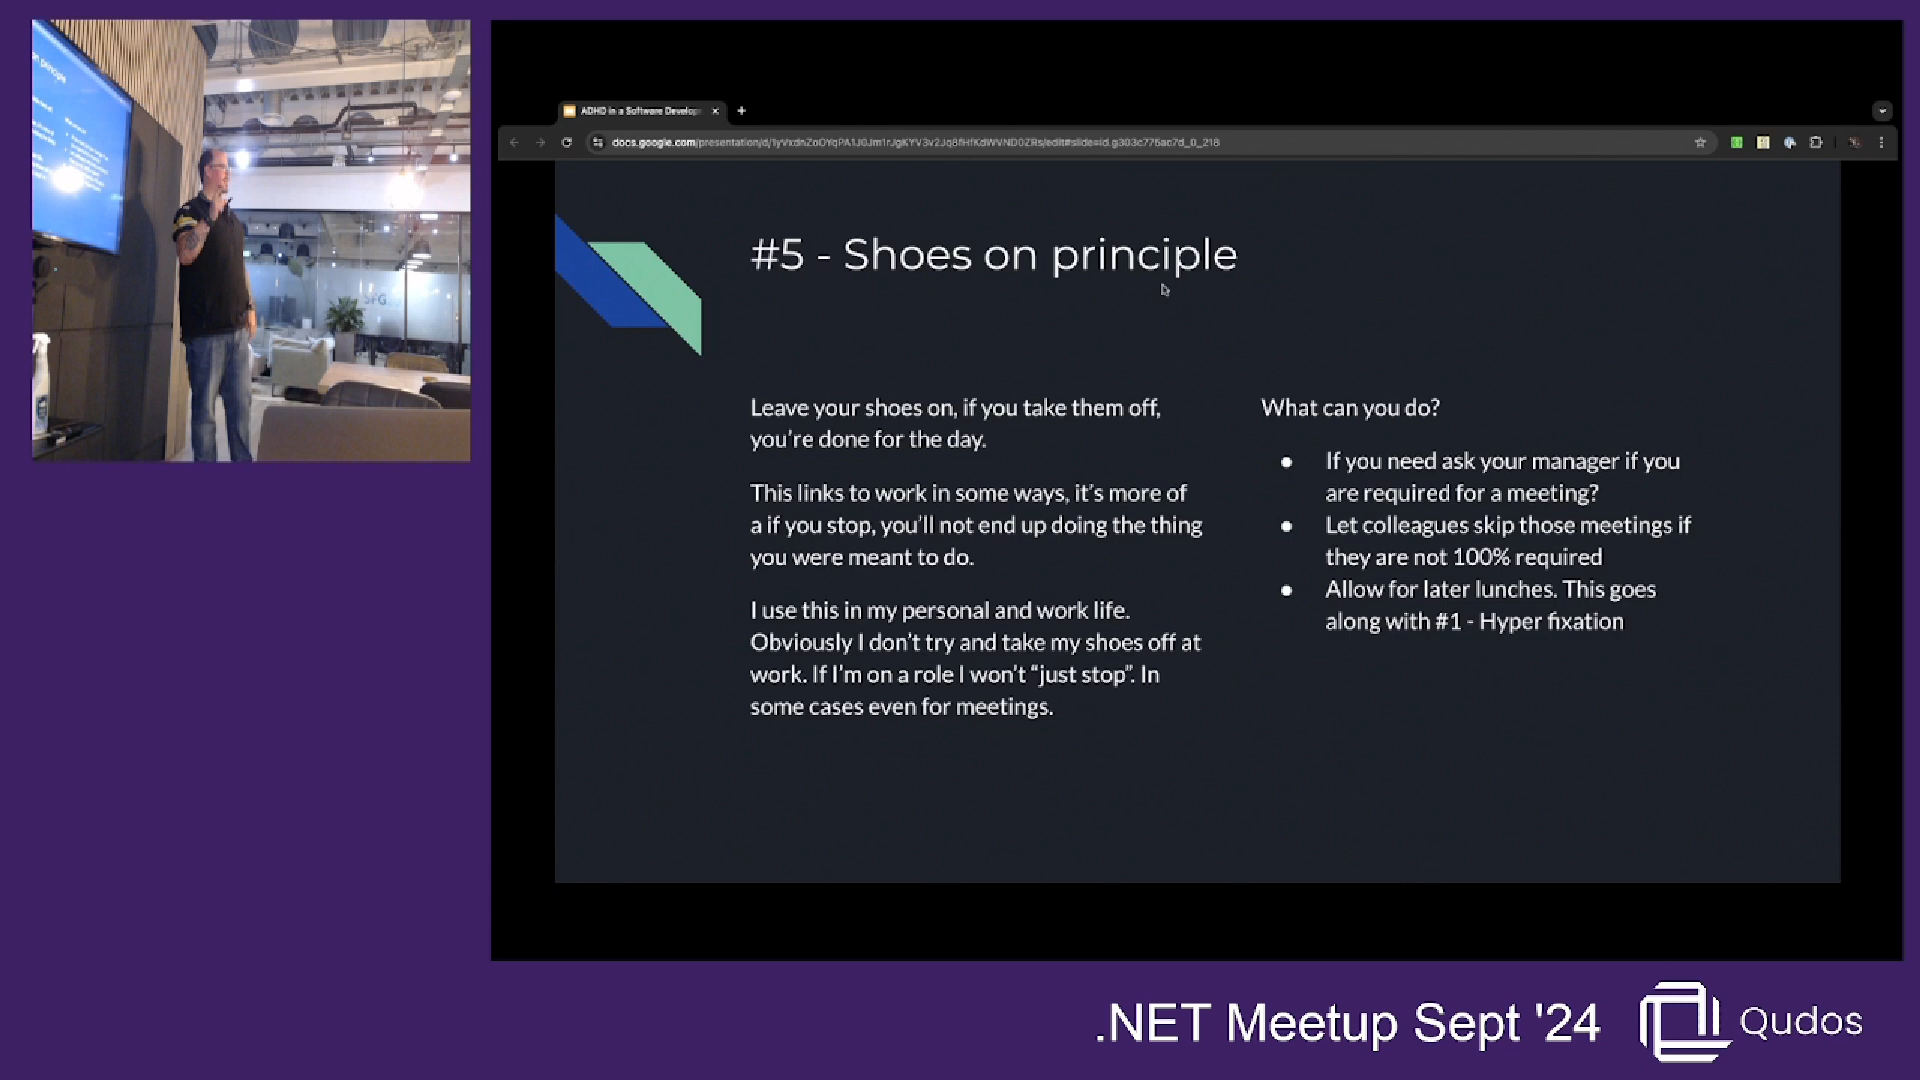 ADHD in a Software Develop
#5 - Shoes on principle
Leave your shoes on, if you take them off,
you're done for the day.
This links to work in some ways, it's more of
a if you stop, you'll not end up doing the thing
you were meant to do.
I use this in my personal and work life.
Obviously I don't try and take my shoes off at
work. If I'm on a role I won't “just stop”. In
some cases even for meetings.
What can you do?
● If you need ask your manager if you
are required for a meeting?
● Let colleagues skip those meetings if
they are not 100% required
● Allow for later lunches. This goes
along with #1 - Hyper fixation
SFG
.NET Meetup Sept '24
Qudos